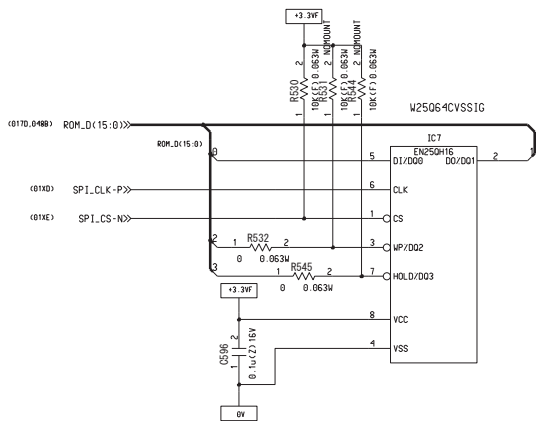 +3.3VF
2 R530 1 10K(F) 0.063W
2 NOMOUNT R531 1 10K(F) 0.063W
2 NOMOUNT R544 1 10K(F) 0.063W
W25Q64CVSSIG
IC7
EN25QH16
(017D,04BB) ROM_D(15:0)
ROM_D(15:0)
0 5 DI/DQ0 DO/DQ1 2 1
(01XD) SPI_CLK-P 6 CLK
(01XE) SPI_CS-N 1 CS
2 1 R532 2 3 WP/DQ2
0 0.063W
3 1 R545 2 7 HOLD/DQ3
0 0.063W
+3.3VF
8 VCC
4 VSS
2 C596 1 0.1u(Z)16V
0V